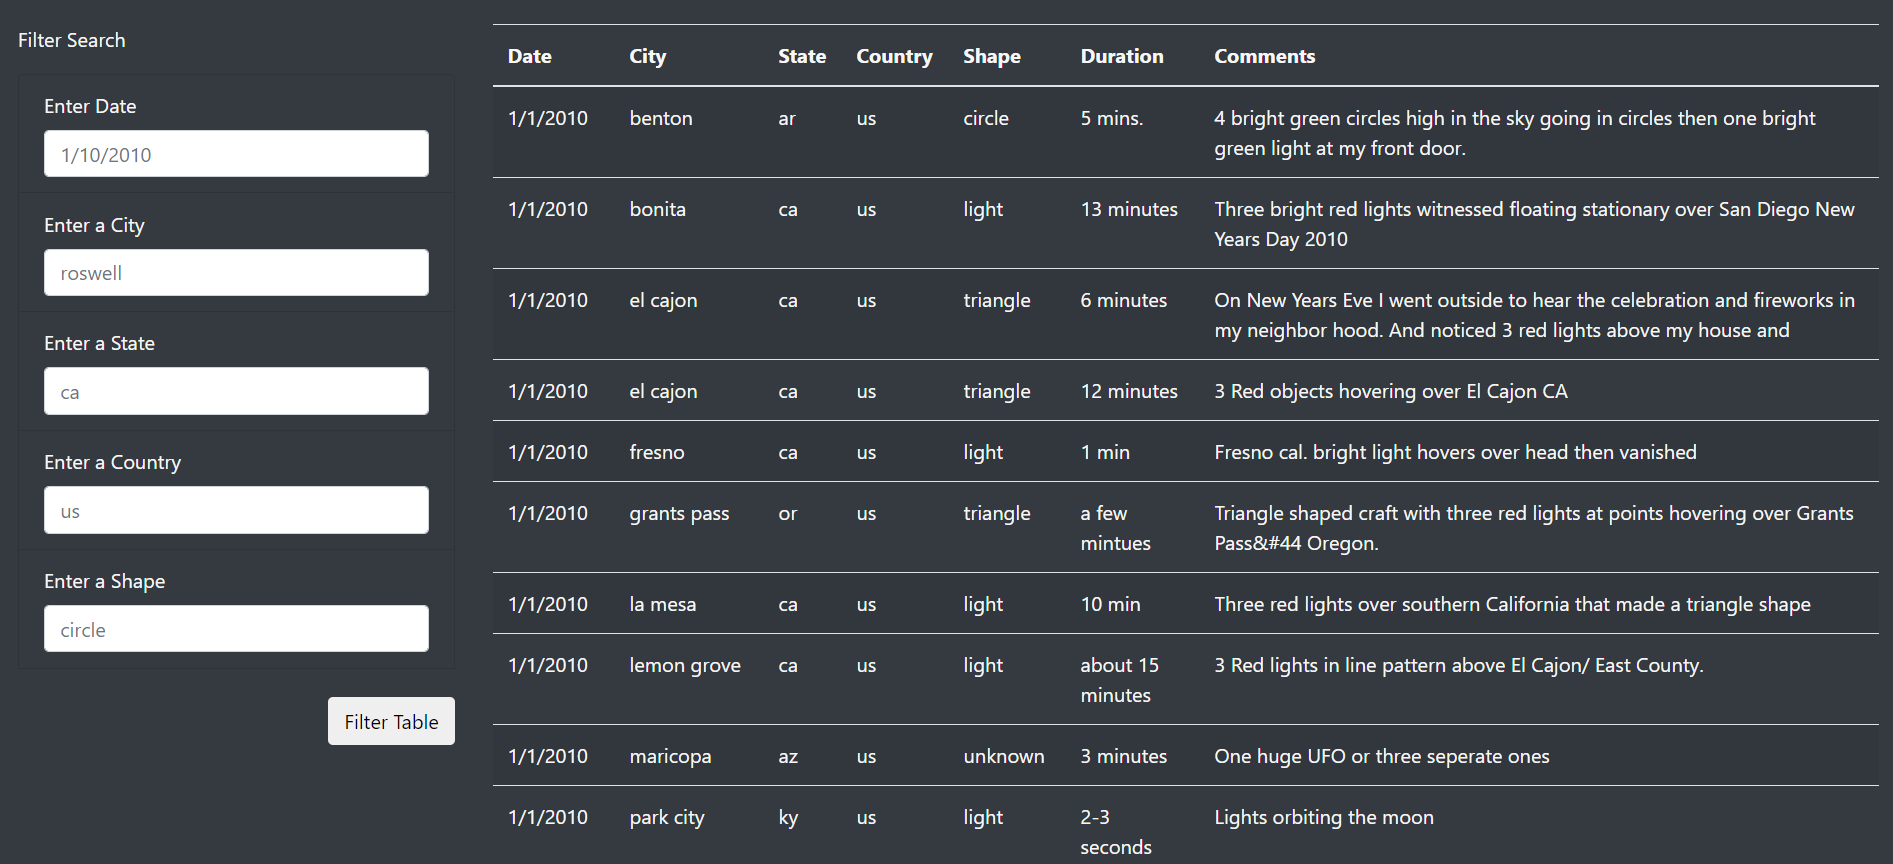 Filter Search
Enter Date
1/10/2010
Enter a City
roswell
Enter a State
ca
Enter a Country
us
Enter a Shape
circle
Filter Table
Date City State Country Shape Duration Comments
1/1/2010 benton ar us circle 5 mins. 4 bright green circles high in the sky going in circles then one bright
green light at my front door.
1/1/2010 bonita ca us light 13 minutes Three bright red lights witnessed floating stationary over San Diego New
Years Day 2010
1/1/2010 el cajon ca us triangle 6 minutes On New Years Eve I went outside to hear the celebration and fireworks in
my neighbor hood. And noticed 3 red lights above my house and
1/1/2010 el cajon ca us triangle 12 minutes 3 Red objects hovering over El Cajon CA
1/1/2010 fresno ca us light 1 min Fresno cal. bright light hovers over head then vanished
1/1/2010 grants pass or us triangle a few Triangle shaped craft with three red lights at points hovering over Grants
mintues Pass&#44 Oregon.
1/1/2010 la mesa ca us light 10 min Three red lights over southern California that made a triangle shape
1/1/2010 lemon grove ca us light about 15 3 Red lights in line pattern above El Cajon/ East County.
minutes
1/1/2010 maricopa az us unknown 3 minutes One huge UFO or three seperate ones
1/1/2010 park city ky us light 2-3 Lights orbiting the moon
seconds